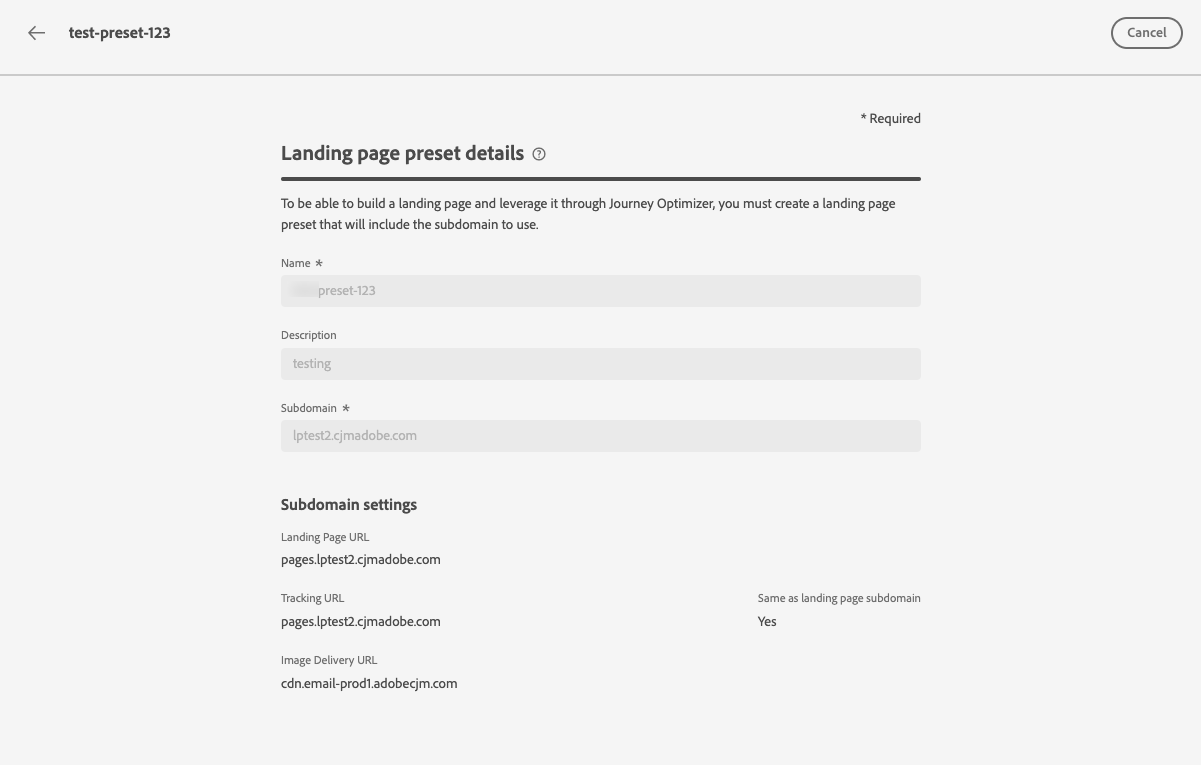 test-preset-123
Cancel
* Required
Landing page preset details
To be able to build a landing page and leverage it through Journey Optimizer, you must create a landing page
preset that will include the subdomain to use.
Name *
preset-123
Description
testing
Subdomain *
lptest2.cjmadobe.com
Subdomain settings
Landing Page URL
pages.lptest2.cjmadobe.com
Tracking URL
Same as landing page subdomain
pages.lptest2.cjmadobe.com
Yes
Image Delivery URL
cdn.email-prod1.adobecjm.com